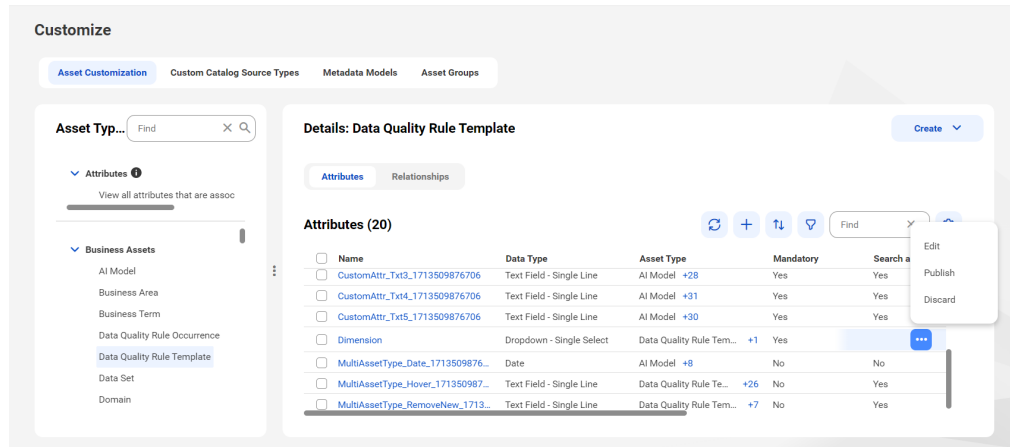 Customize
Asset Customization Custom Catalog Source Types Metadata Models Asset Groups
Asset Typ... Find
Attributes
View all attributes that are assoc
Business Assets
AI Model
Business Area
Business Term
Data Quality Rule Occurrence
Data Quality Rule Template
Data Set
Domain
Details: Data Quality Rule Template Create
Attributes Relationships
Attributes (20) Find
Name Data Type Asset Type Mandatory Search a
CustomAttr_Txt3_1713509876706 Text Field - Single Line AI Model +28 Yes Yes
CustomAttr_Txt4_1713509876706 Text Field - Single Line AI Model +31 Yes Yes
CustomAttr_Txt5_1713509876706 Text Field - Single Line AI Model +30 Yes Yes
Dimension Dropdown - Single Select Data Quality Rule Tem... +1 Yes
MultiAssetType_Date_1713509876... Date AI Model +8 No No
MultiAssetType_Hover_171350987... Text Field - Single Line Data Quality Rule Te... +26 No Yes
MultiAssetType_RemoveNew_1713... Text Field - Single Line Data Quality Rule Tem... +7 No Yes
Edit
Publish
Discard